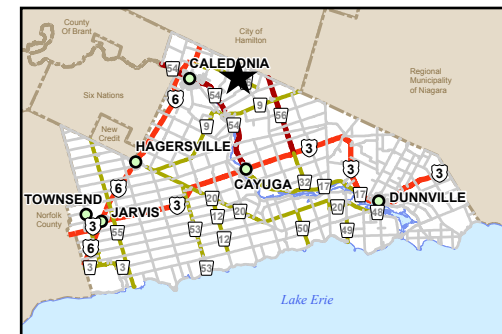 County
Of Brant
City of
Hamilton
CALEDONIA
54
Six Nations
6
54
9
56
Regional
Municipality
of Niagara
New
Credit
9
54
HAGERSVILLE
3
3
3
6
CAYUGA
32
17
17
DUNNVILLE
TOWNSEND
Norfolk
County
3
JARVIS
3
20
20
20
48
6
55
12
12
53
50
49
3
3
53
Lake Erie